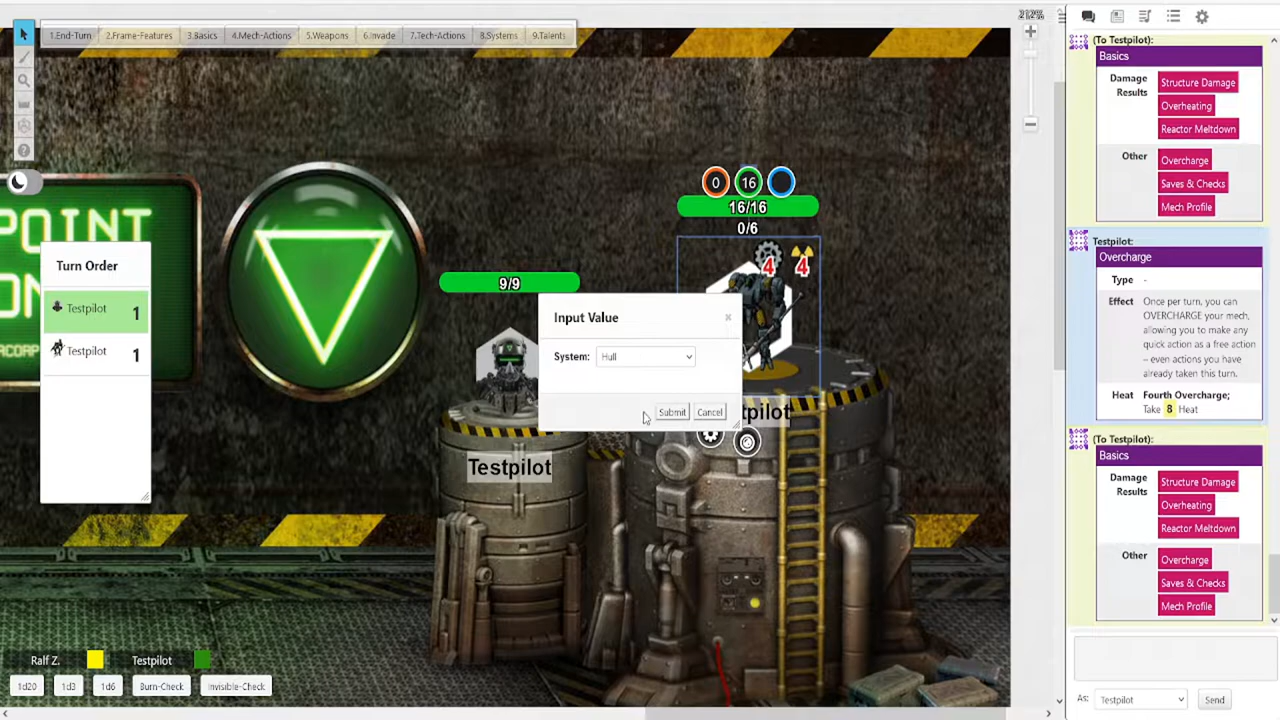 1.End-Turn
2.Frame-Features
3.Basics
4.Mech-Actions
5.Weapons
6.Invade
7.Tech-Actions
8.Systems
9.Talents
212%
POINT
ON
CORP
Turn Order
Testpilot 1
Testpilot 1
9/9
0 16
16/16
0/6
4 4
Input Value
×
System: Hull
Submit Cancel
tpilot
Testpilot
Ralf Z. Testpilot
1d20 1d3 1d6 Burn-Check Invisible-Check
(To Testpilot):
Basics
Damage Results
Structure Damage
Overheating
Reactor Meltdown
Other
Overcharge
Saves & Checks
Mech Profile
Testpilot:
Overcharge
Type -
Effect Once per turn, you can
OVERCHARGE your mech,
allowing you to make any
quick action as a free action
– even actions you have
already taken this turn.
Heat Fourth Overcharge;
Take 8 Heat
(To Testpilot):
Basics
Damage Results
Structure Damage
Overheating
Reactor Meltdown
Other
Overcharge
Saves & Checks
Mech Profile
As: Testpilot Send